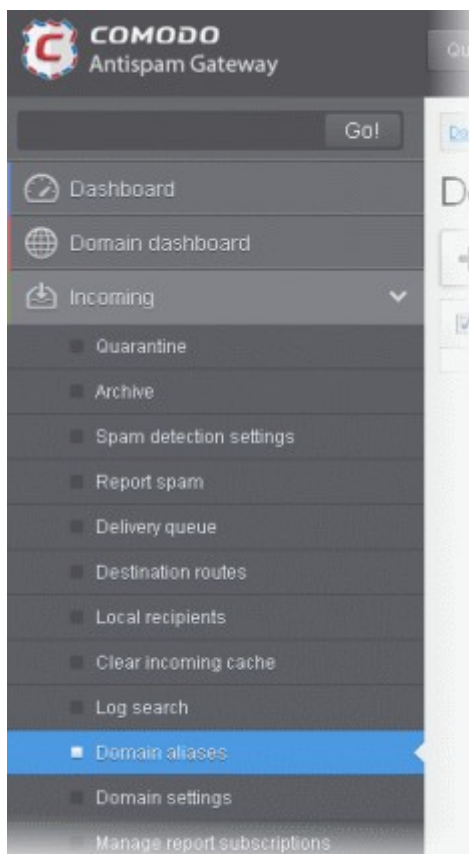 COMODO
Antispam Gateway
Go!
Dashboard
Domain dashboard
Incoming
Quarantine
Archive
Spam detection settings
Report spam
Delivery queue
Destination routes
Local recipients
Clear incoming cache
Log search
Domain aliases
Domain settings
Manage report subscriptions